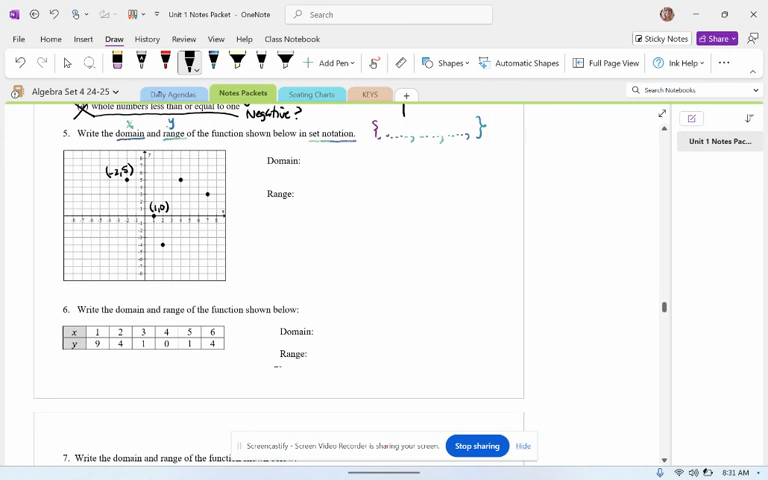 Unit 1 Notes Packet - OneNote
Search
File Home Insert Draw History Review View Help Class Notebook
Sticky Notes Share
Add Pen Shapes Automatic Shapes Full Page View Ink Help
Algebra Set 4 24-25
Daily Agendas Notes Packets Seating Charts KEYS +
Search Notebooks
whole numbers less than or equal to one
Negative?
Unit 1 Notes Pac...
x y
5. Write the domain and range of the function shown below in set notation.
{ , , , }
(-2,5)
(1,0)
Domain:
Range:
6. Write the domain and range of the function shown below:
x 1 2 3 4 5 6
y 9 4 1 0 1 4
Domain:
Range:
Screencastify - Screen Video Recorder is sharing your screen.
Stop sharing
Hide
7. Write the domain and range of the function shown below:
8:31 AM